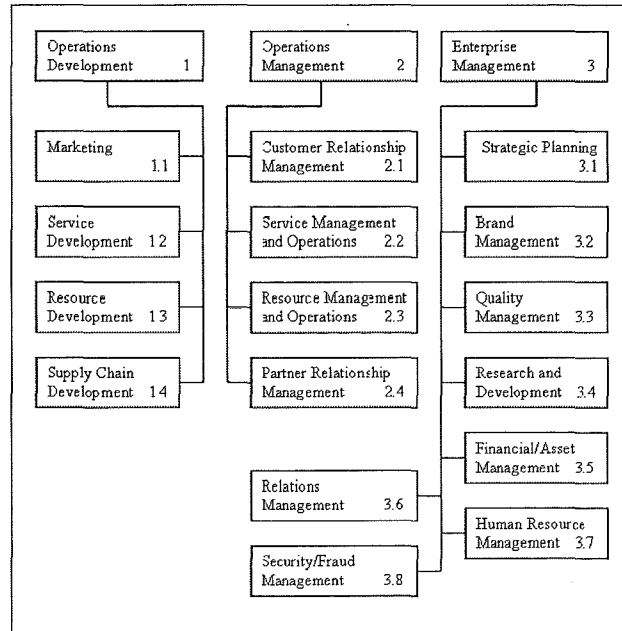 Operations
Development 1
Operations
Management 2
Enterprise
Management 3
Marketing
1.1
Customer Relationship
Management 2.1
Strategic Planning
3.1
Service
Development 1 2
Service Management
and Operations 2.2
Brand
Management 3.2
Resource
Development 1 3
Resource Management
and Operations 2.3
Quality
Management 3.3
Supply Chain
Development 1 4
Partner Relationship
Management 2.4
Research and
Development 3.4
Financial/Asset
Management 3.5
Relations
Management 3.6
Human Resource
Management 3.7
Security/Fraud
Management 3.8